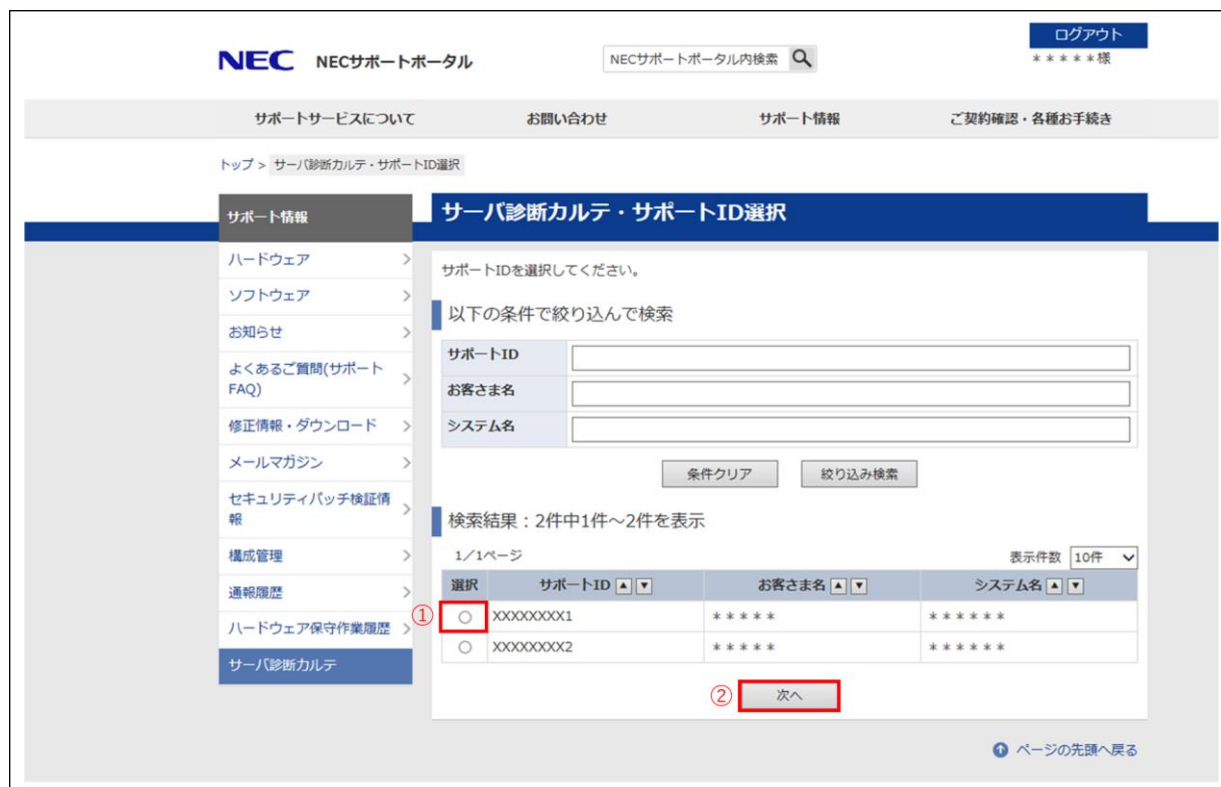 ログアウト
NEC NECサポートポータル
NECサポートポータル内検索
*****様
サポートサービスについて お問い合わせ サポート情報 ご契約確認・各種お手続き
トップ > サーバ診断カルテ・サポートID選択
サポート情報
ハードウェア
ソフトウェア
お知らせ
よくあるご質問(サポート
FAQ)
修正情報・ダウンロード
メールマガジン
セキュリティパッチ検証情
報
構成管理
通報履歴
ハードウェア保守作業履歴
サーバ診断カルテ
サーバ診断カルテ・サポートID選択
サポートIDを選択してください。
以下の条件で絞り込んで検索
サポートID
お客さま名
システム名
条件クリア 絞り込み検索
検索結果:2件中1件~2件を表示
1/1ページ 表示件数 10件
選択 サポートID ▲ ▼ お客さま名 ▲ ▼ システム名 ▲ ▼
① XXXXXXXX1 ***** ******
XXXXXXXX2 ***** ******
② 次へ
ページの先頭へ戻る